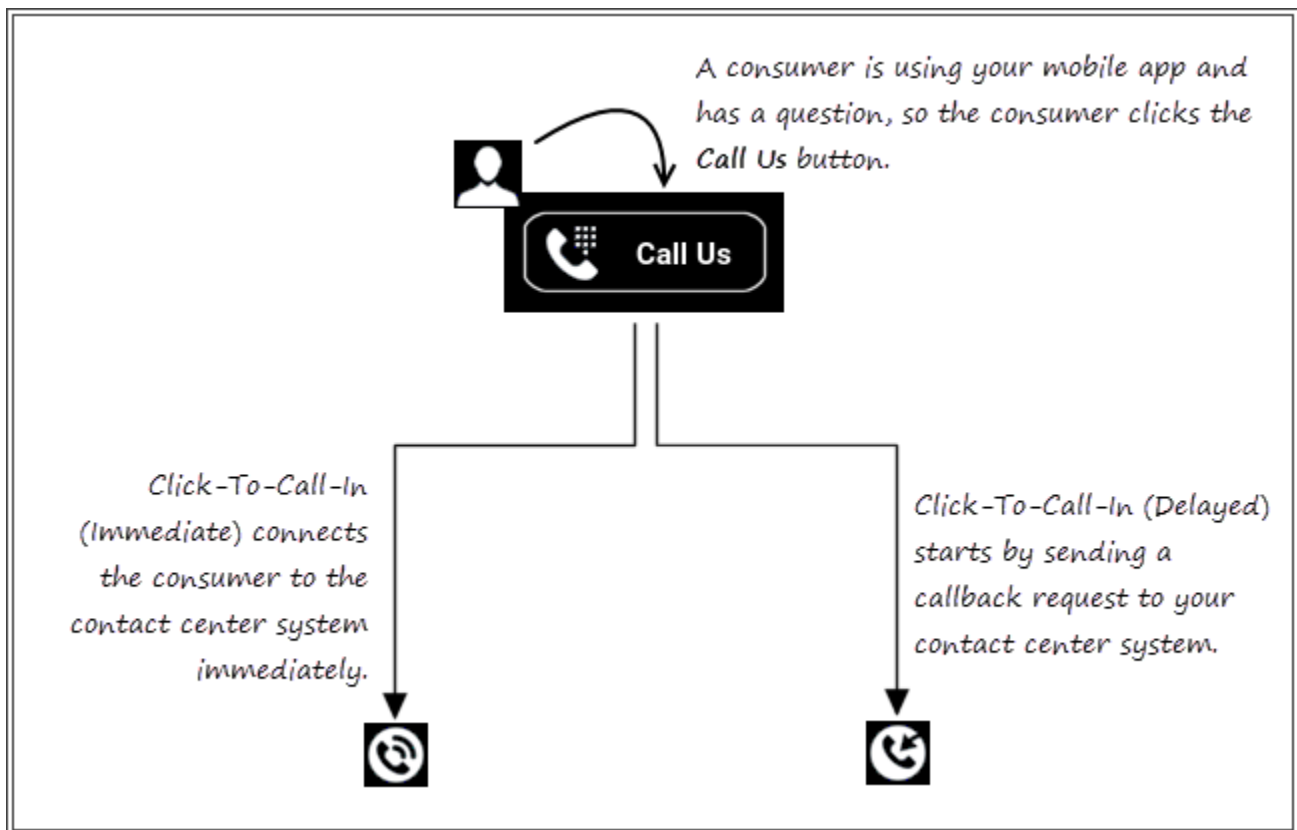 A consumer is using your mobile app and
has a question, so the consumer clicks the
Call Us button.
Call Us
Click-To-Call-In
(Immediate) connects
the consumer to the
contact center system
immediately.
Click-To-Call-In (Delayed)
starts by sending a
callback request to your
contact center system.